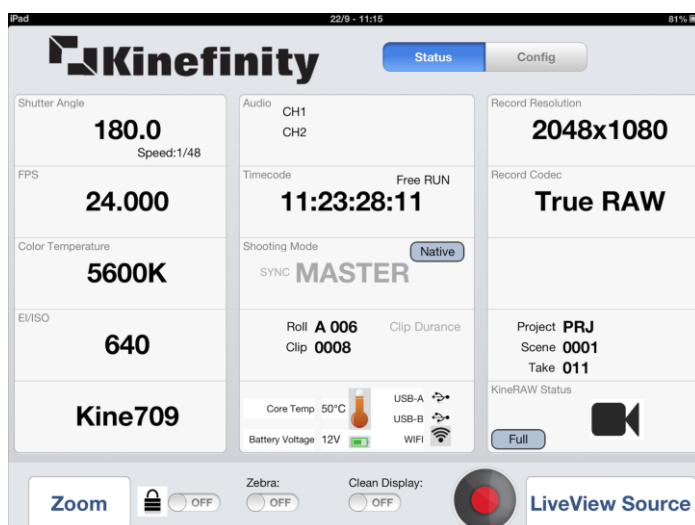 iPad
22/9 - 11:15
81%
Kinefinity
Status
Config
Shutter Angle
180.0
Speed:1/48
Audio
CH1
CH2
Record Resolution
2048x1080
FPS
24.000
Timecode
Free RUN
11:23:28:11
Record Codec
True RAW
Color Temperature
5600K
Shooting Mode
Native
SYNC MASTER
EI/ISO
640
Roll A 006
Clip Durance
Clip 0008
Project PRJ
Scene 0001
Take 011
Kine709
Core Temp 50°C
USB-A
USB-B
Battery Voltage 12V
WIFI
KineRAW Status
Full
Zoom
OFF
Zebra:
OFF
Clean Display:
OFF
LiveView Source